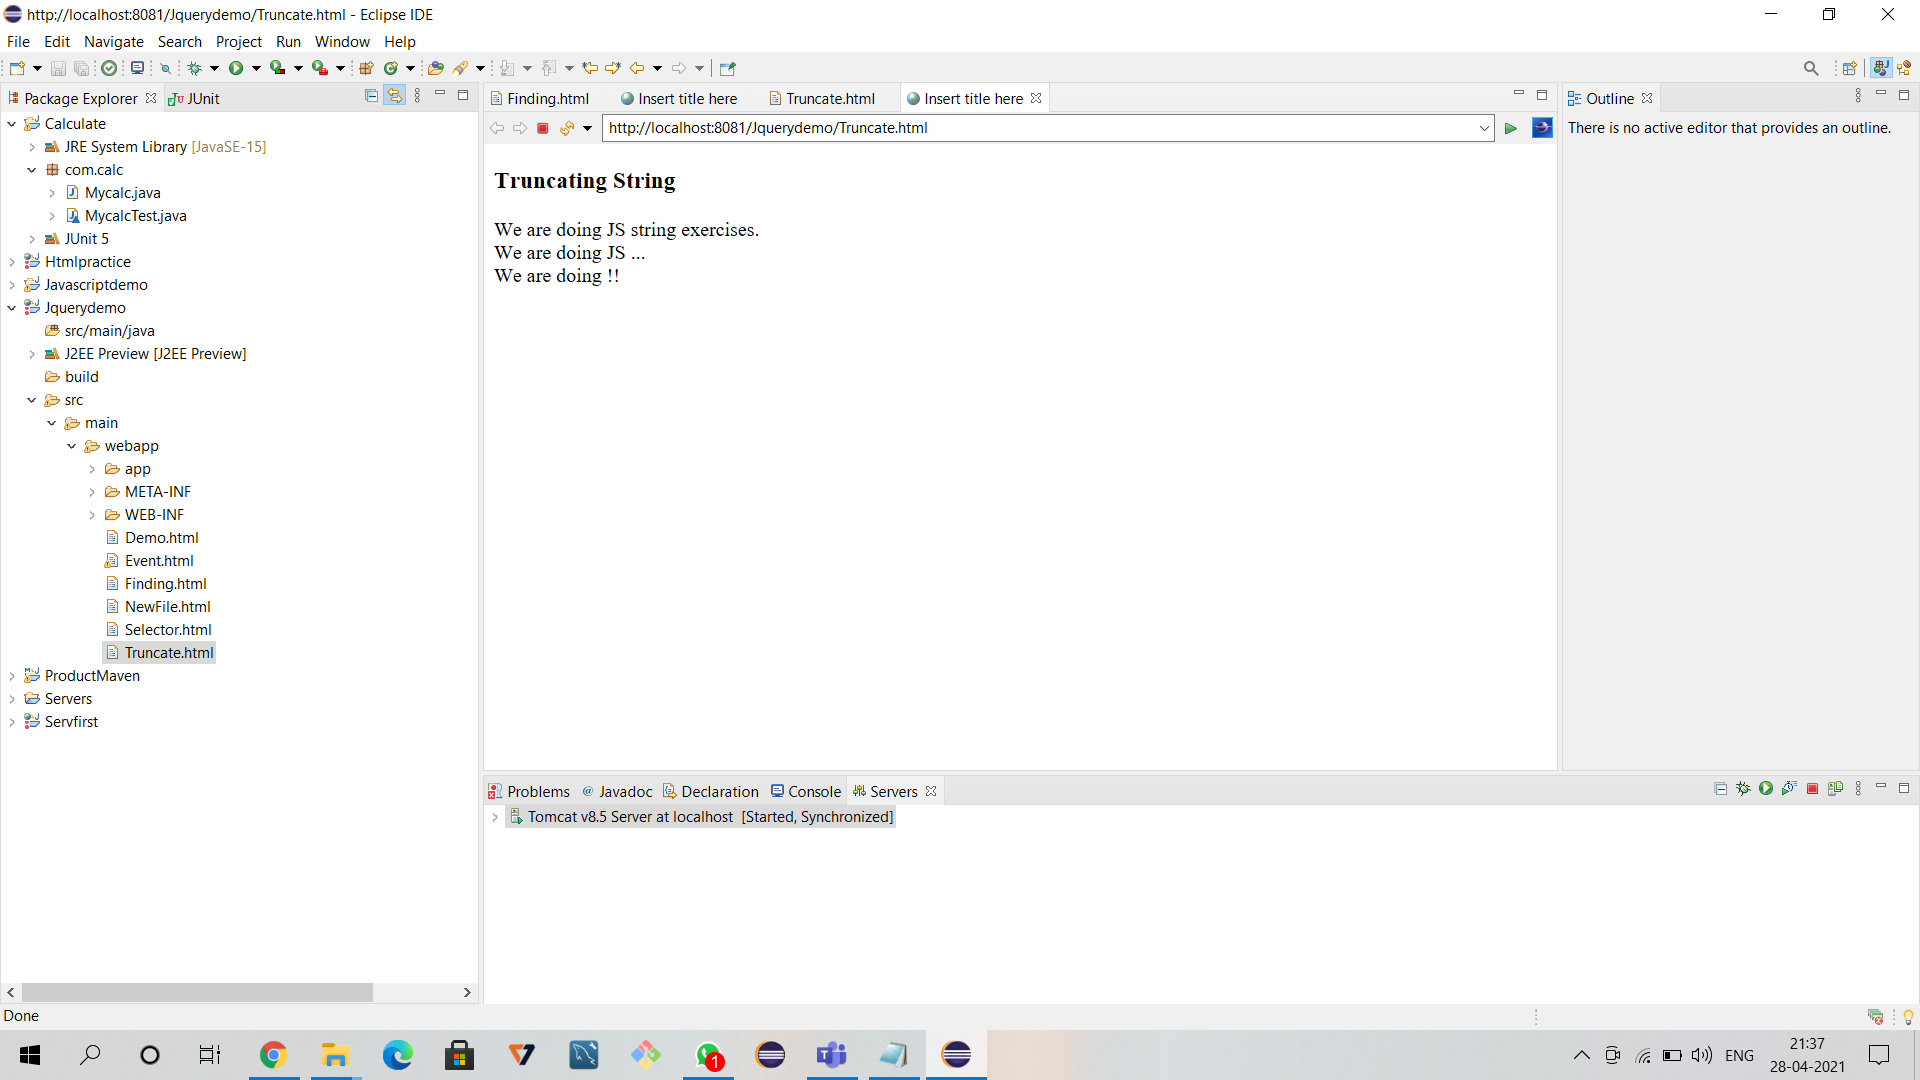 http://localhost:8081/Jquerydemo/Truncate.html - Eclipse IDE
File Edit Navigate Search Project Run Window Help
Package Explorer JUnit
Calculate
JRE System Library [JavaSE-15]
com.calc
Mycalc.java
MycalcTest.java
JUnit 5
Htmlpractice
Javascriptdemo
Jquerydemo
src/main/java
J2EE Preview [J2EE Preview]
build
src
main
webapp
app
META-INF
WEB-INF
Demo.html
Event.html
Finding.html
NewFile.html
Selector.html
Truncate.html
ProductMaven
Servers
Servfirst
Finding.html Insert title here Truncate.html Insert title here
http://localhost:8081/Jquerydemo/Truncate.html
Truncating String
We are doing JS string exercises.
We are doing JS ...
We are doing !!
Outline
There is no active editor that provides an outline.
Problems @ Javadoc Declaration Console Servers
Tomcat v8.5 Server at localhost [Started, Synchronized]
Done
1
ENG
21:37
28-04-2021